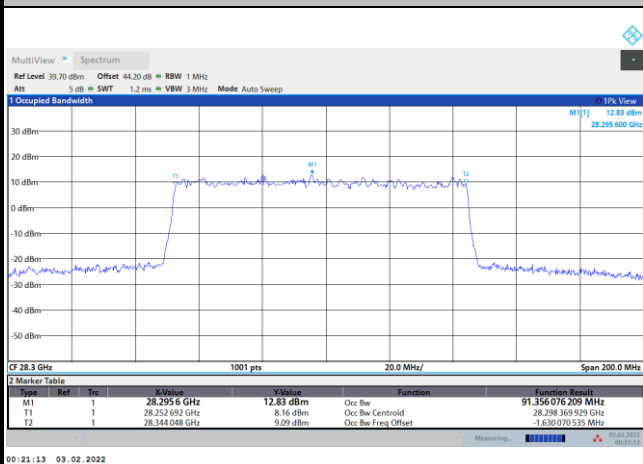 MultiView Spectrum
Ref Level 39.70 dBm Offset 44.20 dB RBW 1 MHz
Att 5 dB SWT 1.2 ms VBW 3 MHz Mode Auto Sweep
1 Occupied Bandwidth 1Pk View
M1[1] 12.83 dBm
28.295 600 GHz
30 dBm
20 dBm
M1
T1 T2
10 dBm
0 dBm
-10 dBm
-20 dBm
-30 dBm
-40 dBm
-50 dBm
CF 28.3 GHz 1001 pts 20.0 MHz/ Span 200.0 MHz
2 Marker Table
Type Ref Trc X-Value Y-Value Function Function Result
M1 1 28.295 6 GHz 12.83 dBm Occ Bw 91.356 076 209 MHz
T1 1 28.252 692 GHz 8.16 dBm Occ Bw Centroid 28.298 369 929 GHz
T2 1 28.344 048 GHz 9.09 dBm Occ Bw Freq Offset -1.630 070 535 MHz
Measuring... 03.02.2022
00:21:12
00:21:13 03.02.2022